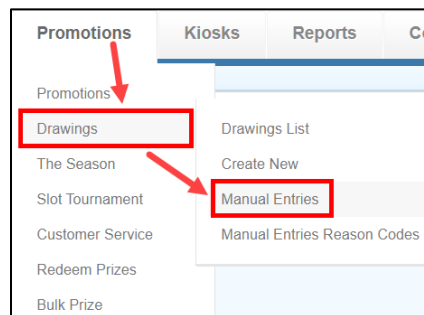 Promotions Kiosks Reports
Promotions
Drawings
The Season
Slot Tournament
Customer Service
Redeem Prizes
Bulk Prize
Drawings List
Create New
Manual Entries
Manual Entries Reason Codes